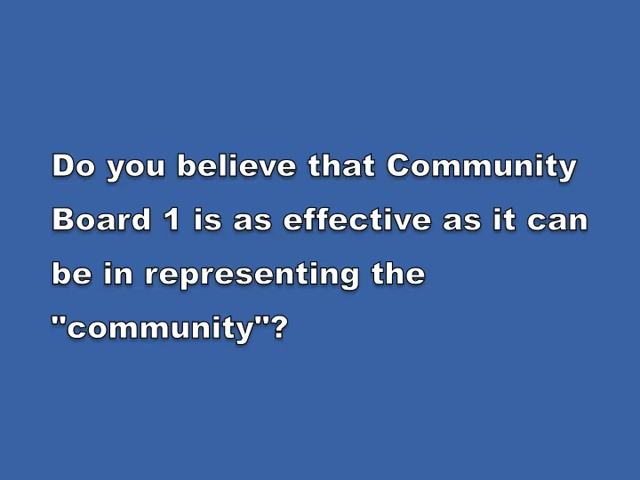 Do you believe that Community
Board 1 is as effective as it can
be in representing the
"community"?